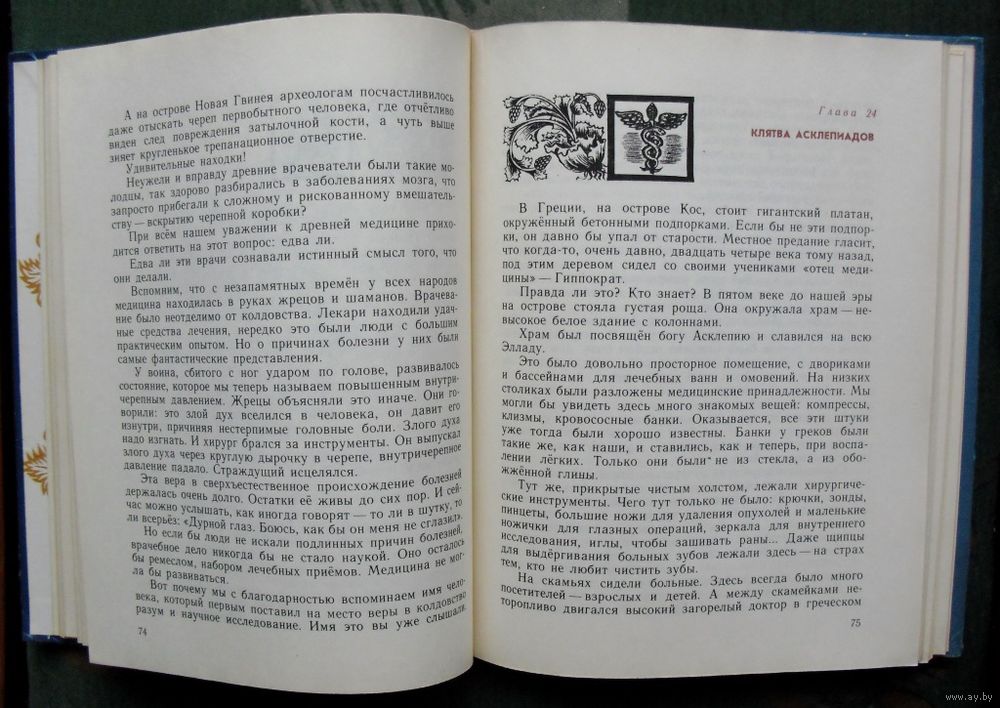 А на острове Новая Гвинея археологам посчастливилось
даже отыскать череп первобытного человека, где отчётливо
виден след повреждения затылочной кости, а чуть выше
зияет кругленькое трепанационное отверстие.
Удивительные находки!
Неужели и вправду древние врачеватели были такие мо-
лодцы, так здорово разбирались в заболеваниях мозга, что
запросто прибегали к сложному и рискованному вмешатель-
ству — вскрытию черепной коробки?
При всём нашем уважении к древней медицине прихо-
дится ответить на этот вопрос: едва ли.
Едва ли эти врачи сознавали истинный смысл того, что
они делали.
Вспомним, что с незапамятных времён у всех народов
медицина находилась в руках жрецов и шаманов. Врачева-
ние было неотделимо от колдовства. Лекари находили удач-
ные средства лечения, нередко это были люди с большим
практическим опытом. Но о причинах болезни у них были
самые фантастические представления.
У воина, сбитого с ног ударом по голове, развивалось
состояние, которое мы теперь называем повышенным внутри-
черепным давлением. Жрецы объясняли это иначе. Они го-
ворили: это злой дух вселился в человека, он давит его
изнутри, причиняя нестерпимые головные боли. Злого духа
надо изгнать. И хирург брался за инструменты. Он выпускал
злого духа через круглую дырочку в черепе, внутричерепное
давление падало. Страждущий исцелялся.
Эта вера в сверхъестественное происхождение болезней
держалась очень долго. Остатки её живы до сих пор. И сей-
час можно услышать, как иногда говорят — то ли в шутку, то
ли всерьёз: «Дурной глаз. Боюсь, как бы он меня не сглазил».
Но если бы люди не искали подлинных причин болезней,
врачебное дело никогда бы не стало наукой. Оно осталось
бы ремеслом, набором лечебных приёмов. Медицина не мог-
ла бы развиваться.
Вот почему мы с благодарностью вспоминаем имя чело-
века, который первым поставил на место веры в колдовство
разум и научное исследование. Имя это вы уже слышали.
74
Глава 24
КЛЯТВА АСКЛЕПИАДОВ
В Греции, на острове Кос, стоит гигантский платан,
окружённый бетонными подпорками. Если бы не эти подпор-
ки, он давно бы упал от старости. Местное предание гласит,
что когда-то, очень давно, двадцать четыре века тому назад,
под этим деревом сидел со своими учениками «отец меди-
цины» — Гиппократ.
Правда ли это? Кто знает? В пятом веке до нашей эры
на острове стояла густая роща. Она окружала храм — не-
высокое белое здание с колоннами.
Храм был посвящён богу Асклепию и славился на всю
Элладу.
Это было довольно просторное помещение, с двориками
и бассейнами для лечебных ванн и омовений. На низких
столиках были разложены медицинские принадлежности. Мы
могли бы увидеть здесь много знакомых вещей: компрессы,
клизмы, кровососные банки. Оказывается, все эти штуки
уже тогда были хорошо известны. Банки у греков были
такие же, как наши, и ставились, как и теперь, при воспа-
лении лёгких. Только они были не из стекла, а из обо-
жжённой глины.
Тут же, прикрытые чистым холстом, лежали хирургиче-
ские инструменты. Чего тут только не было: крючки, зонды,
пинцеты, большие ножи для удаления опухолей и маленькие
ножички для глазных операций, зеркала для внутреннего
исследования, иглы, чтобы зашивать раны... Даже щипцы
для выдёргивания больных зубов лежали здесь — на страх
тем, кто не любит чистить зубы.
На скамьях сидели больные. Здесь всегда было много
посетителей — взрослых и детей. А между скамейками не-
торопливо двигался высокий загорелый доктор в греческом
75
www.ay.by